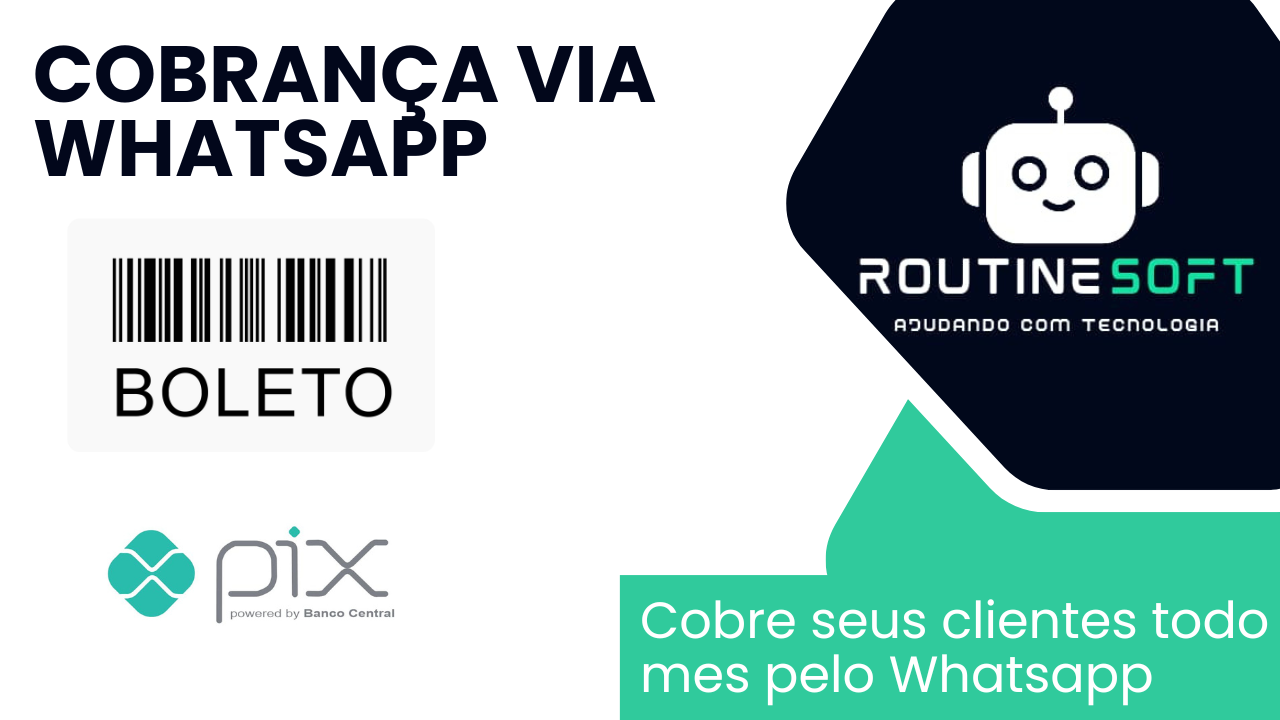 COBRANÇA VIA
WHATSAPP
BOLETO
pix
powered by Banco Central
ROUTINESOFT
AJUDANDO COM TECNOLOGIA
Cobre seus clientes todo
mes pelo Whatsapp